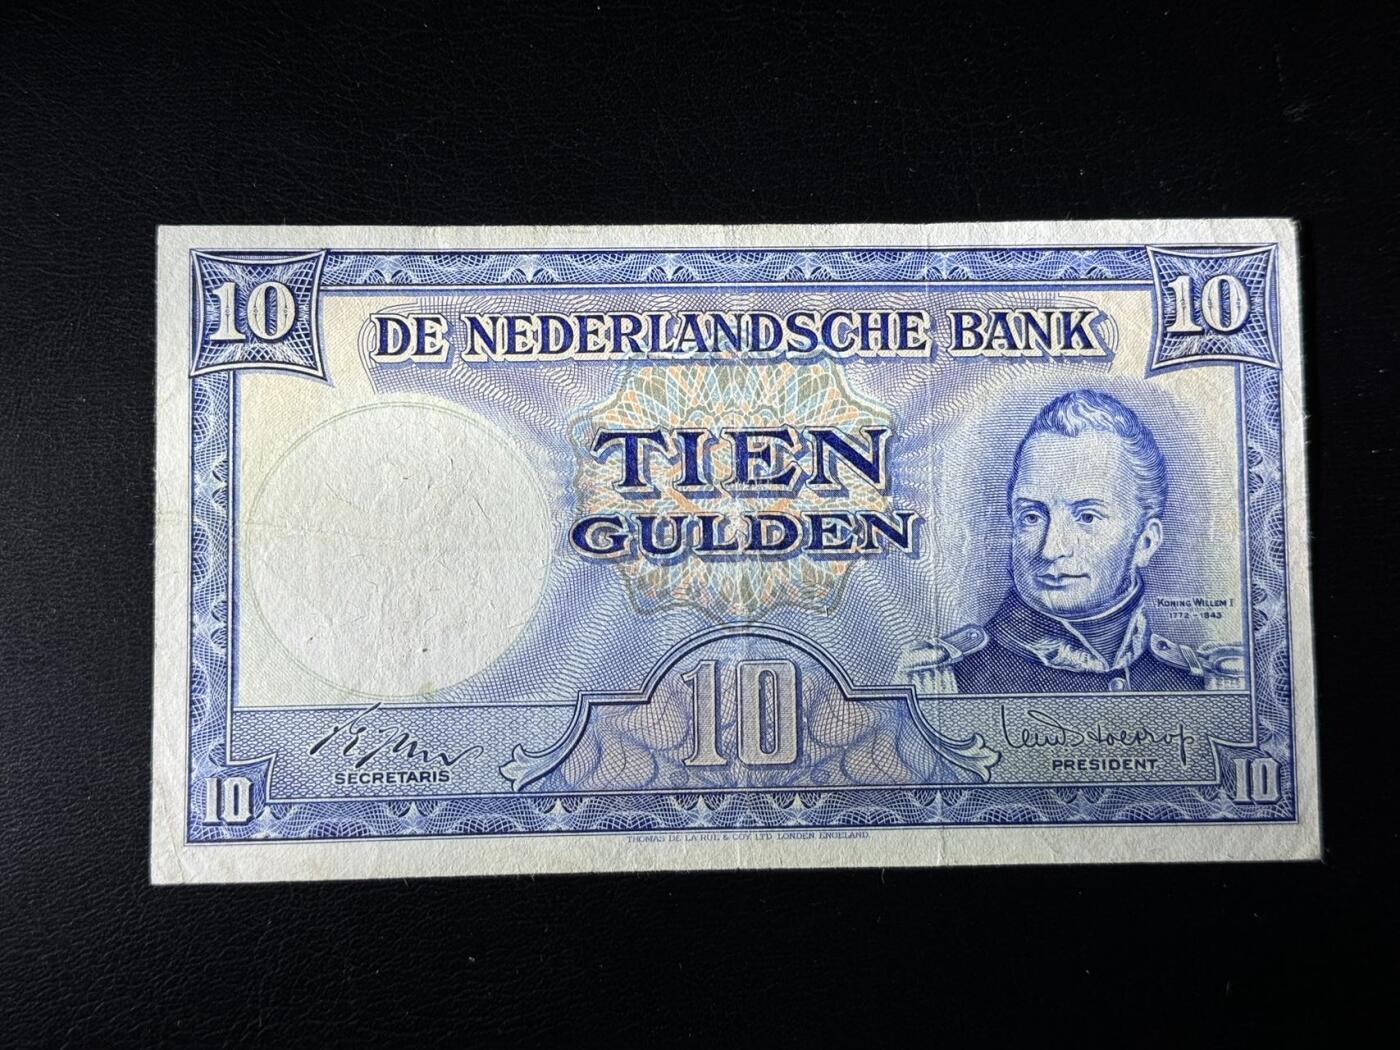 10 10
DE NEDERLANDSCHE BANK
TIEN
GULDEN
KONING WILLEM I
1772 - 1843
10
SECRETARIS
PRESIDENT
10 10
THOMAS DE LA RUE & COY. LTD. LONDEN, ENGELAND.